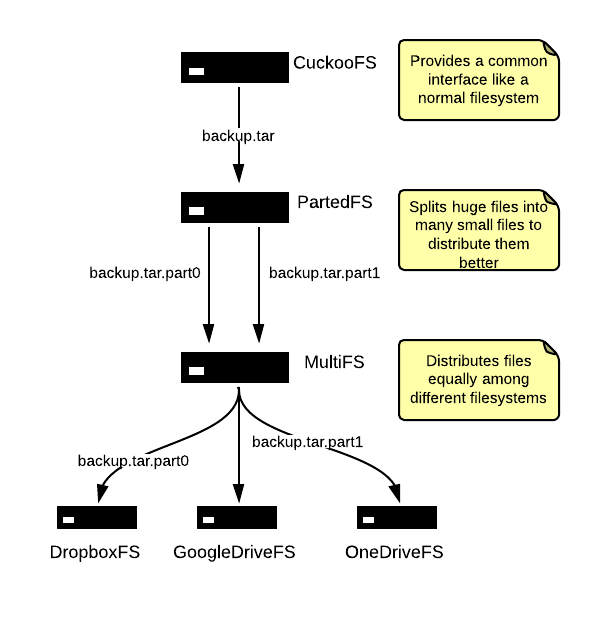 CuckooFS
Provides a common
interface like a
normal filesystem
backup.tar
PartedFS
Splits huge files into
many small files to
distribute them
better
backup.tar.part0
backup.tar.part1
MultiFS
Distributes files
equally among
different filesystems
backup.tar.part1
backup.tar.part0
DropboxFS
GoogleDriveFS
OneDriveFS